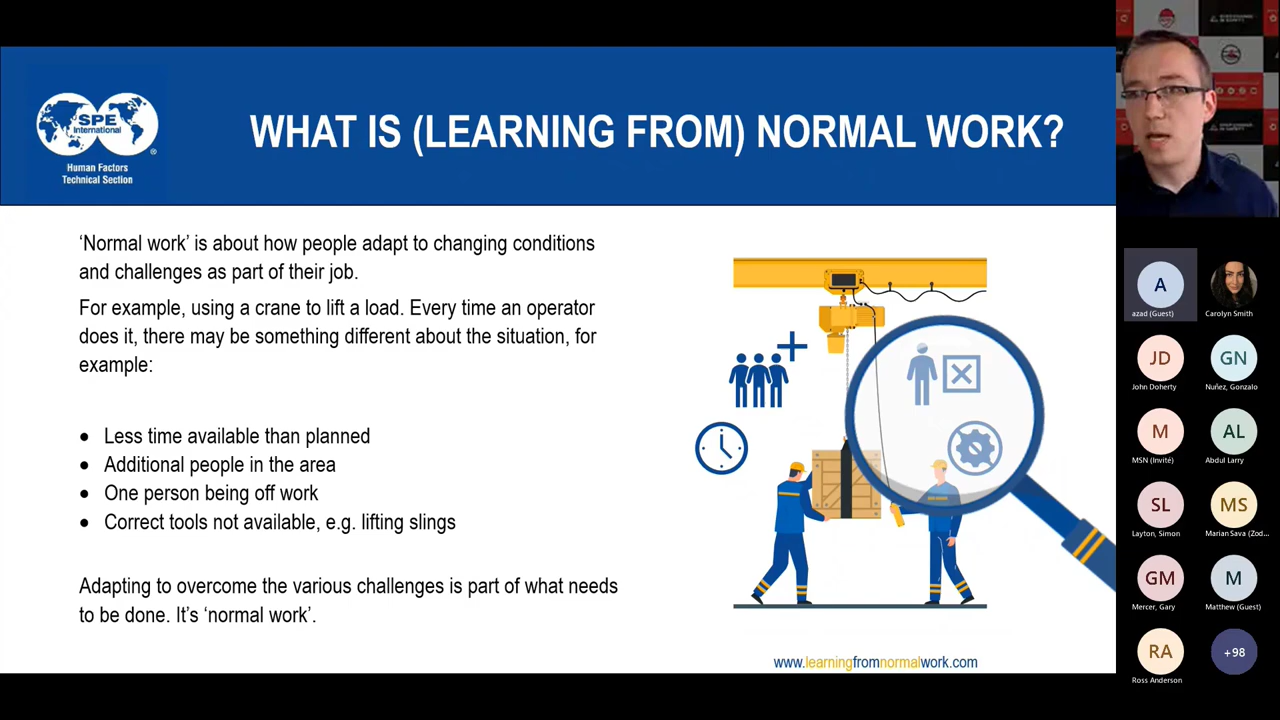 SPE
International
®
Human Factors
Technical Section
WHAT IS (LEARNING FROM) NORMAL WORK?
‘Normal work’ is about how people adapt to changing conditions
and challenges as part of their job.
For example, using a crane to lift a load. Every time an operator
does it, there may be something different about the situation, for
example:
• Less time available than planned
• Additional people in the area
• One person being off work
• Correct tools not available, e.g. lifting slings
Adapting to overcome the various challenges is part of what needs
to be done. It’s ‘normal work’.
www.learningfromnormalwork.com
A
azad (Guest)
Carolyn Smith
JD
John Doherty
GN
Nuñez, Gonzalo
M
MSN (Invité)
AL
Abdul Larry
SL
Layton, Simon
MS
Marian Sava (Zod...
GM
Mercer, Gary
M
Matthew (Guest)
RA
Ross Anderson
+98